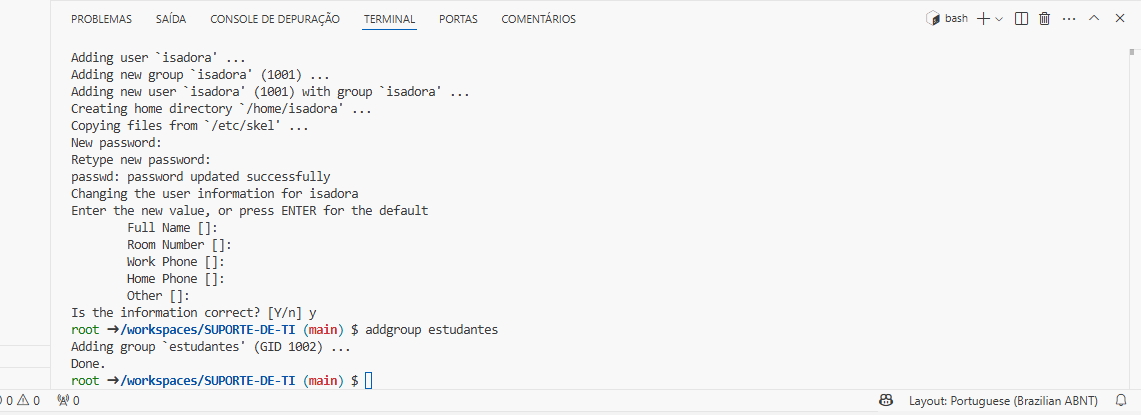 PROBLEMAS SAÍDA CONSOLE DE DEPURAÇÃO TERMINAL PORTAS COMENTÁRIOS bash
Adding user `isadora' ...
Adding new group `isadora' (1001) ...
Adding new user `isadora' (1001) with group `isadora' ...
Creating home directory `/home/isadora' ...
Copying files from `/etc/skel' ...
New password:
Retype new password:
passwd: password updated successfully
Changing the user information for isadora
Enter the new value, or press ENTER for the default
Full Name []:
Room Number []:
Work Phone []:
Home Phone []:
Other []:
Is the information correct? [Y/n] y
root ➜/workspaces/SUPORTE-DE-TI (main) $ addgroup estudantes
Adding group `estudantes' (GID 1002) ...
Done.
root ➜/workspaces/SUPORTE-DE-TI (main) $
0 0 0 Layout: Portuguese (Brazilian ABNT)